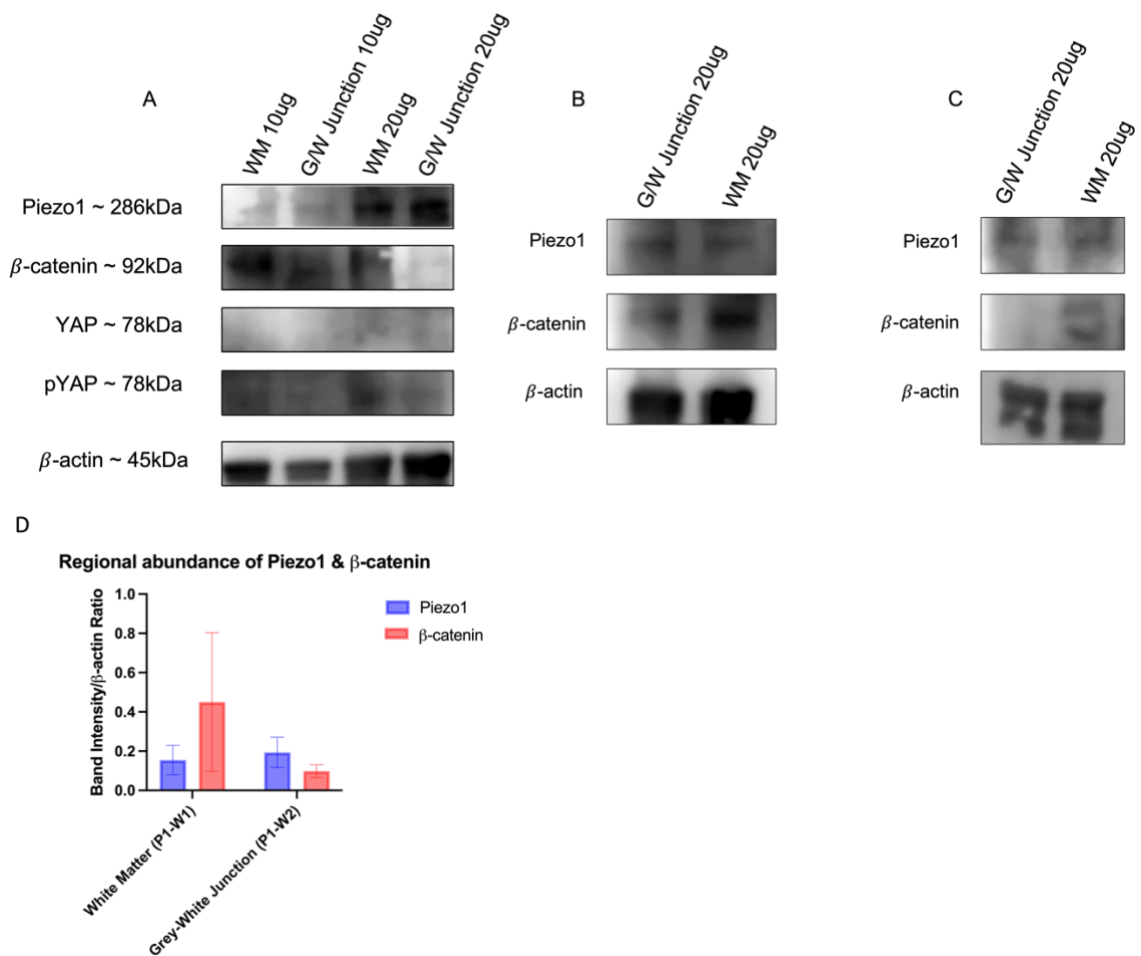 A
WM 10ug
G/W Junction 10ug
WM 20ug
G/W Junction 20ug
Piezo1 ~ 286kDa
β-catenin ~ 92kDa
YAP ~ 78kDa
pYAP ~ 78kDa
β-actin ~ 45kDa
B
G/W Junction 20ug
WM 20ug
Piezo1
β-catenin
β-actin
C
G/W Junction 20ug
WM 20ug
Piezo1
β-catenin
β-actin
D
Regional abundance of Piezo1 & β-catenin
Band Intensity/β-actin Ratio
1.0
0.8
0.6
0.4
0.2
0.0
White Matter (P1-W1)
Grey-White Junction (P1-W2)
Piezo1
β-catenin